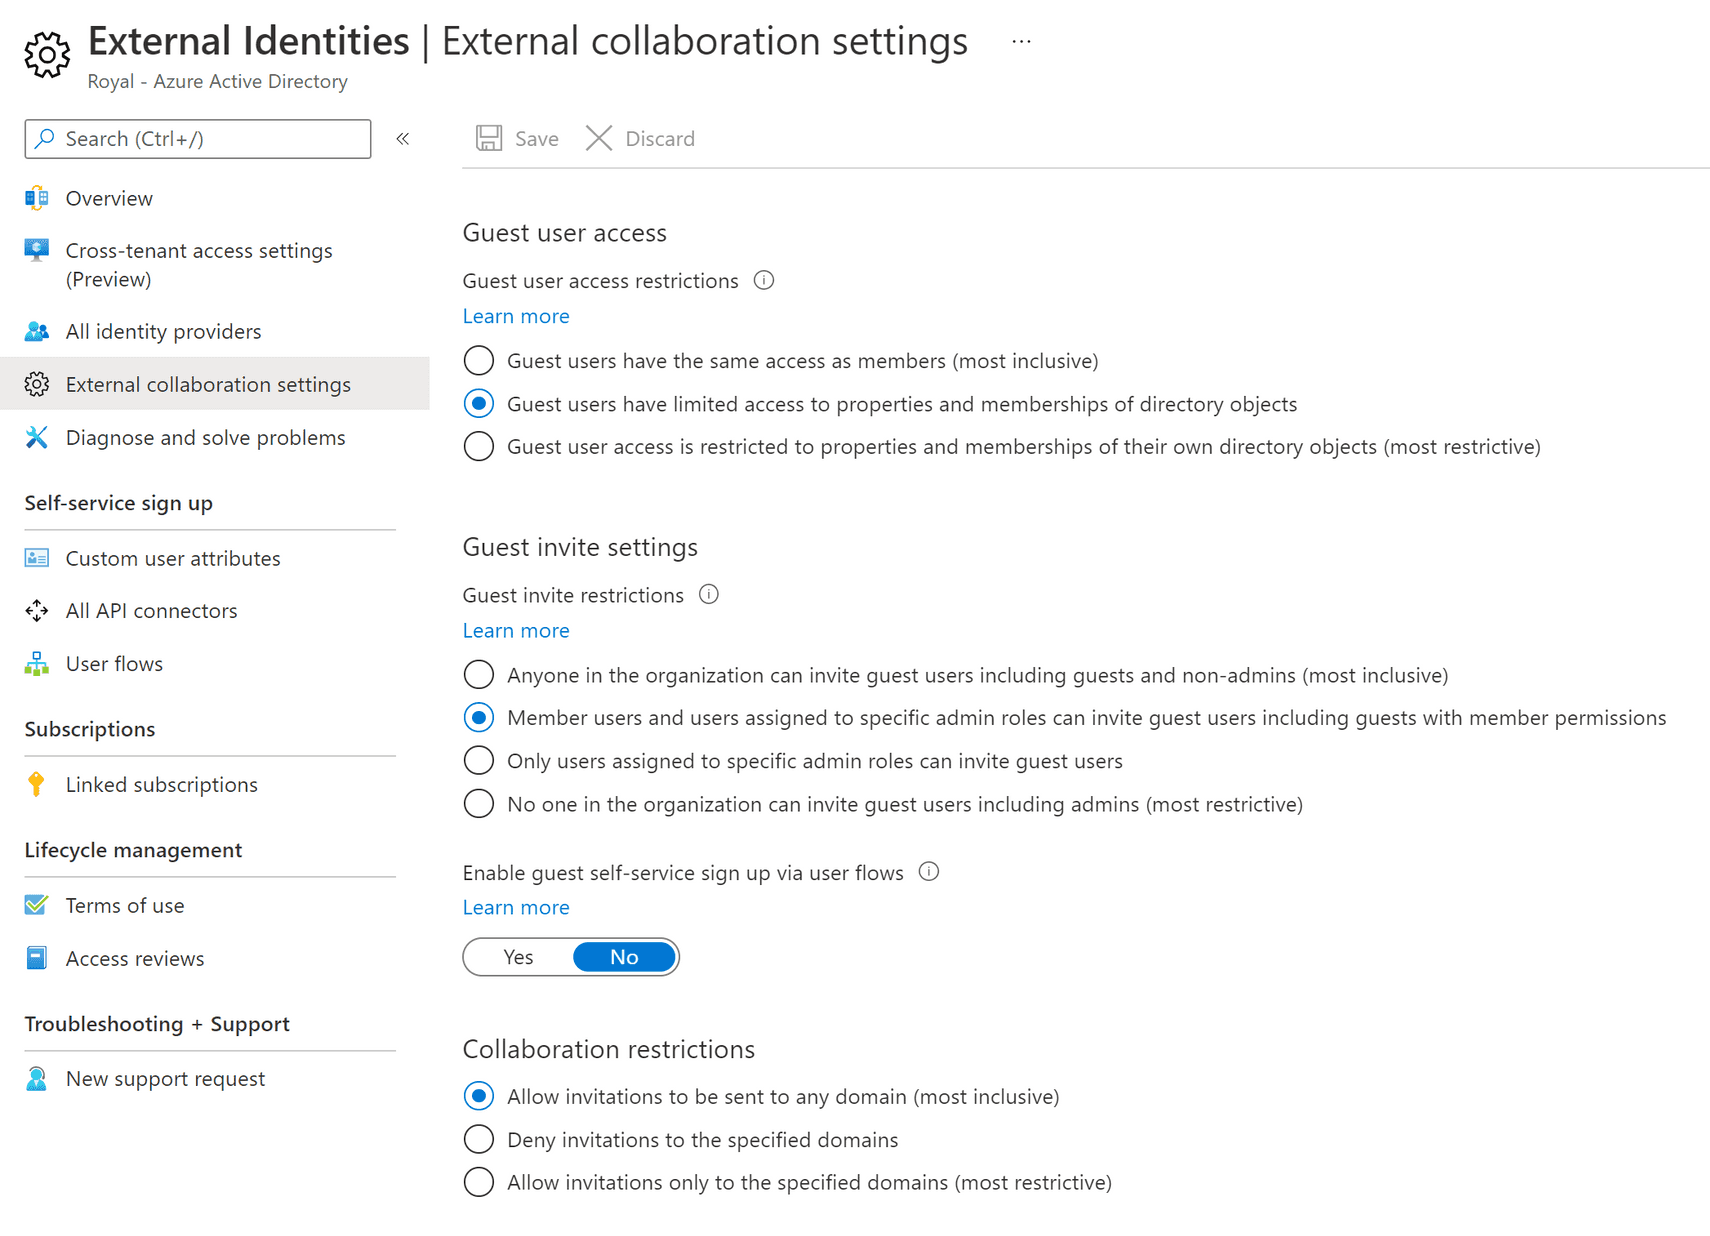 External Identities | External collaboration settings ...
Royal - Azure Active Directory
Search (Ctrl+/)
«
Overview
Cross-tenant access settings
(Preview)
All identity providers
External collaboration settings
Diagnose and solve problems
Self-service sign up
Custom user attributes
All API connectors
User flows
Subscriptions
Linked subscriptions
Lifecycle management
Terms of use
Access reviews
Troubleshooting + Support
New support request
Save Discard
Guest user access
Guest user access restrictions
Learn more
Guest users have the same access as members (most inclusive)
Guest users have limited access to properties and memberships of directory objects
Guest user access is restricted to properties and memberships of their own directory objects (most restrictive)
Guest invite settings
Guest invite restrictions
Learn more
Anyone in the organization can invite guest users including guests and non-admins (most inclusive)
Member users and users assigned to specific admin roles can invite guest users including guests with member permissions
Only users assigned to specific admin roles can invite guest users
No one in the organization can invite guest users including admins (most restrictive)
Enable guest self-service sign up via user flows
Learn more
Yes No
Collaboration restrictions
Allow invitations to be sent to any domain (most inclusive)
Deny invitations to the specified domains
Allow invitations only to the specified domains (most restrictive)